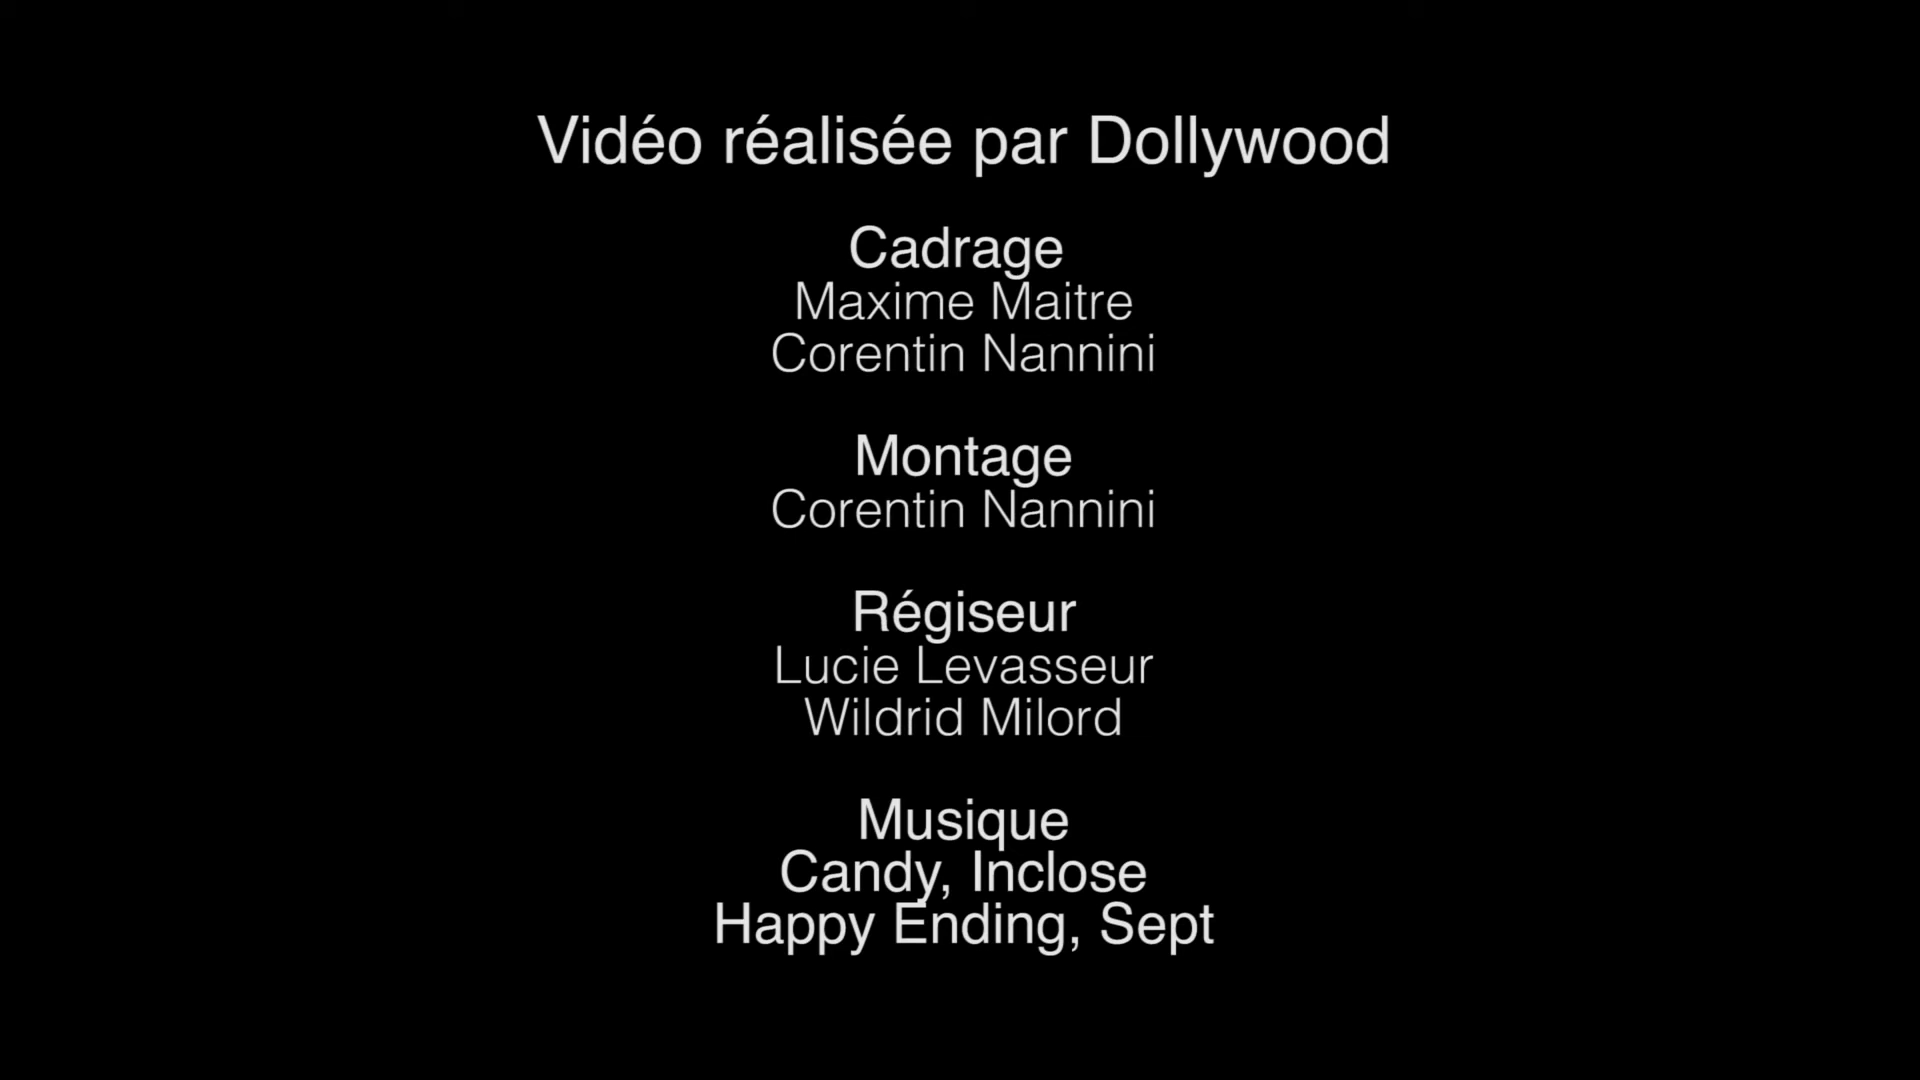 Vidéo réalisée par Dollywood
Cadrage
Maxime Maitre
Corentin Nannini
Montage
Corentin Nannini
Régiseur
Lucie Levasseur
Wildrid Milord
Musique
Candy, Inclose
Happy Ending, Sept